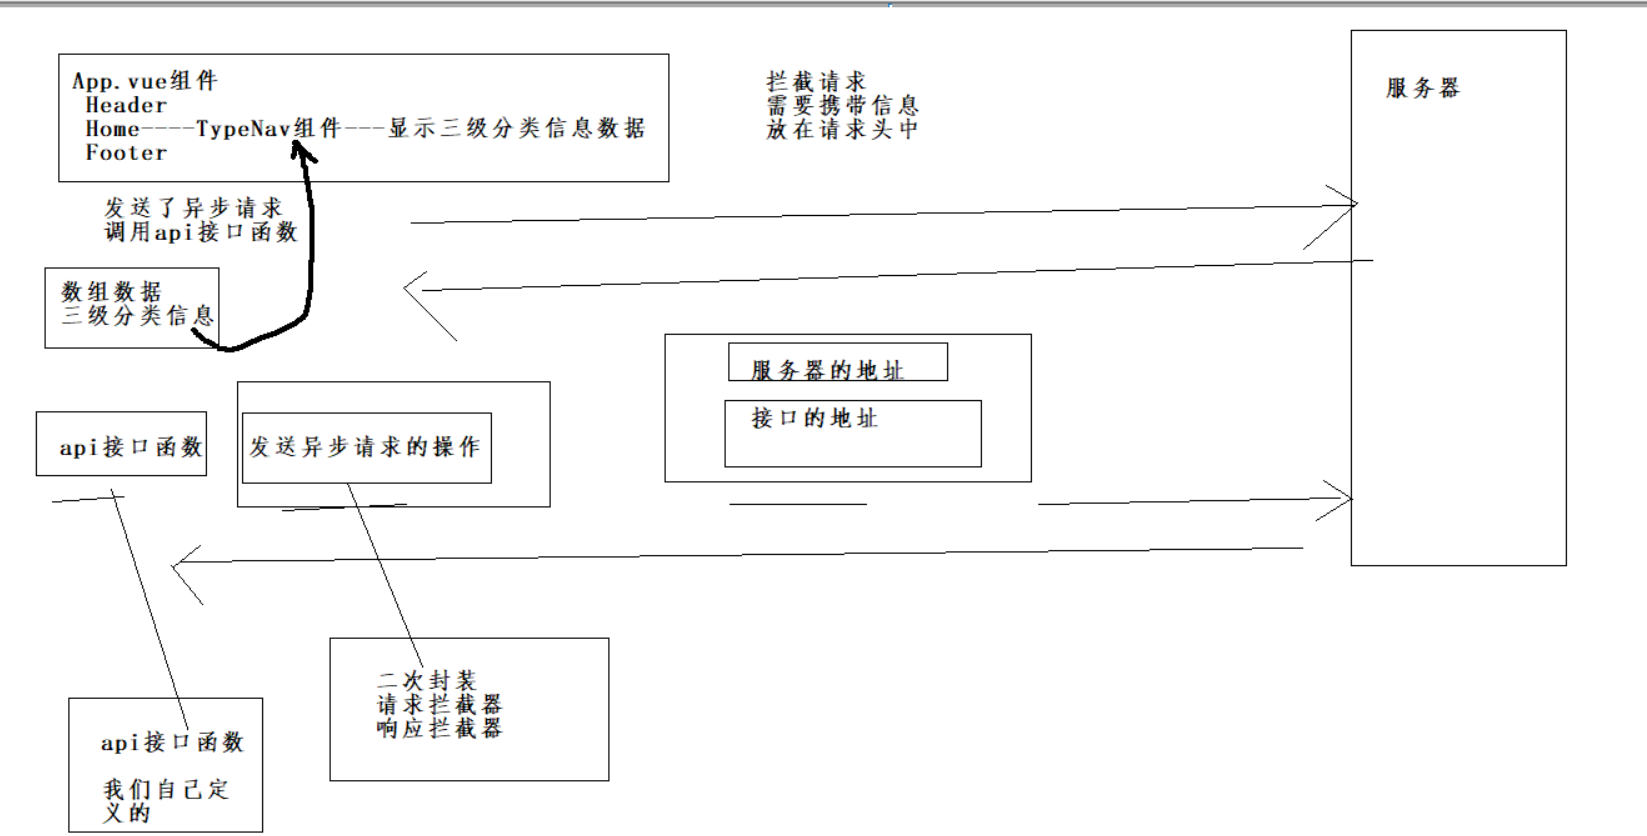 App.vue组件
Header
Home----TypeNav组件---显示三级分类信息数据
Footer
拦截请求
需要携带信息
放在请求头中
服务器
发送了异步请求
调用api接口函数
数组数据
三级分类信息
服务器的地址
接口的地址
api接口函数
发送异步请求的操作
二次封装
请求拦截器
响应拦截器
api接口函数
我们自己定
义的